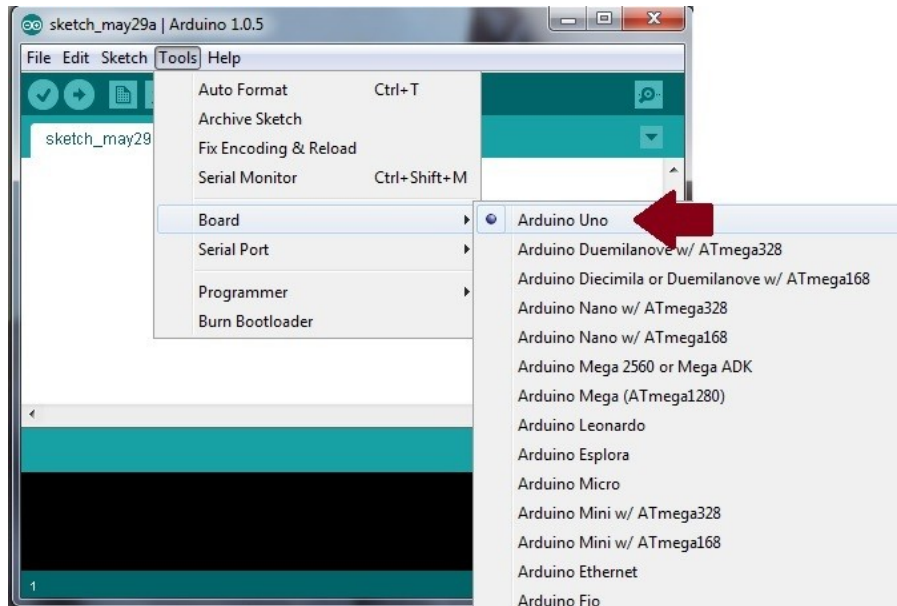 sketch_may29a | Arduino 1.0.5
File Edit Sketch Tools Help
sketch_may29
Auto Format Ctrl+T
Archive Sketch
Fix Encoding & Reload
Serial Monitor Ctrl+Shift+M
Board
Serial Port
Programmer
Burn Bootloader
Arduino Uno
Arduino Duemilanove w/ ATmega328
Arduino Diecimila or Duemilanove w/ ATmega168
Arduino Nano w/ ATmega328
Arduino Nano w/ ATmega168
Arduino Mega 2560 or Mega ADK
Arduino Mega (ATmega1280)
Arduino Leonardo
Arduino Esplora
Arduino Micro
Arduino Mini w/ ATmega328
Arduino Mini w/ ATmega168
Arduino Ethernet
Arduino Fio
1